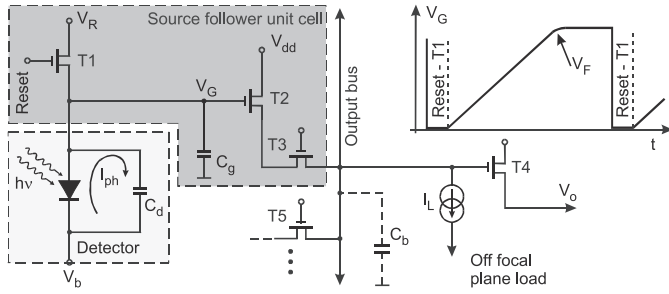 Source follower unit cell
V_R
V_dd
T1
Reset
V_G
T2
T3
C_g
hν
I_ph
C_d
Detector
V_b
T5
Output bus
C_b
I_L
T4
V_o
Off focal
plane load
V_G
Reset - T1
V_F
Reset - T1
t